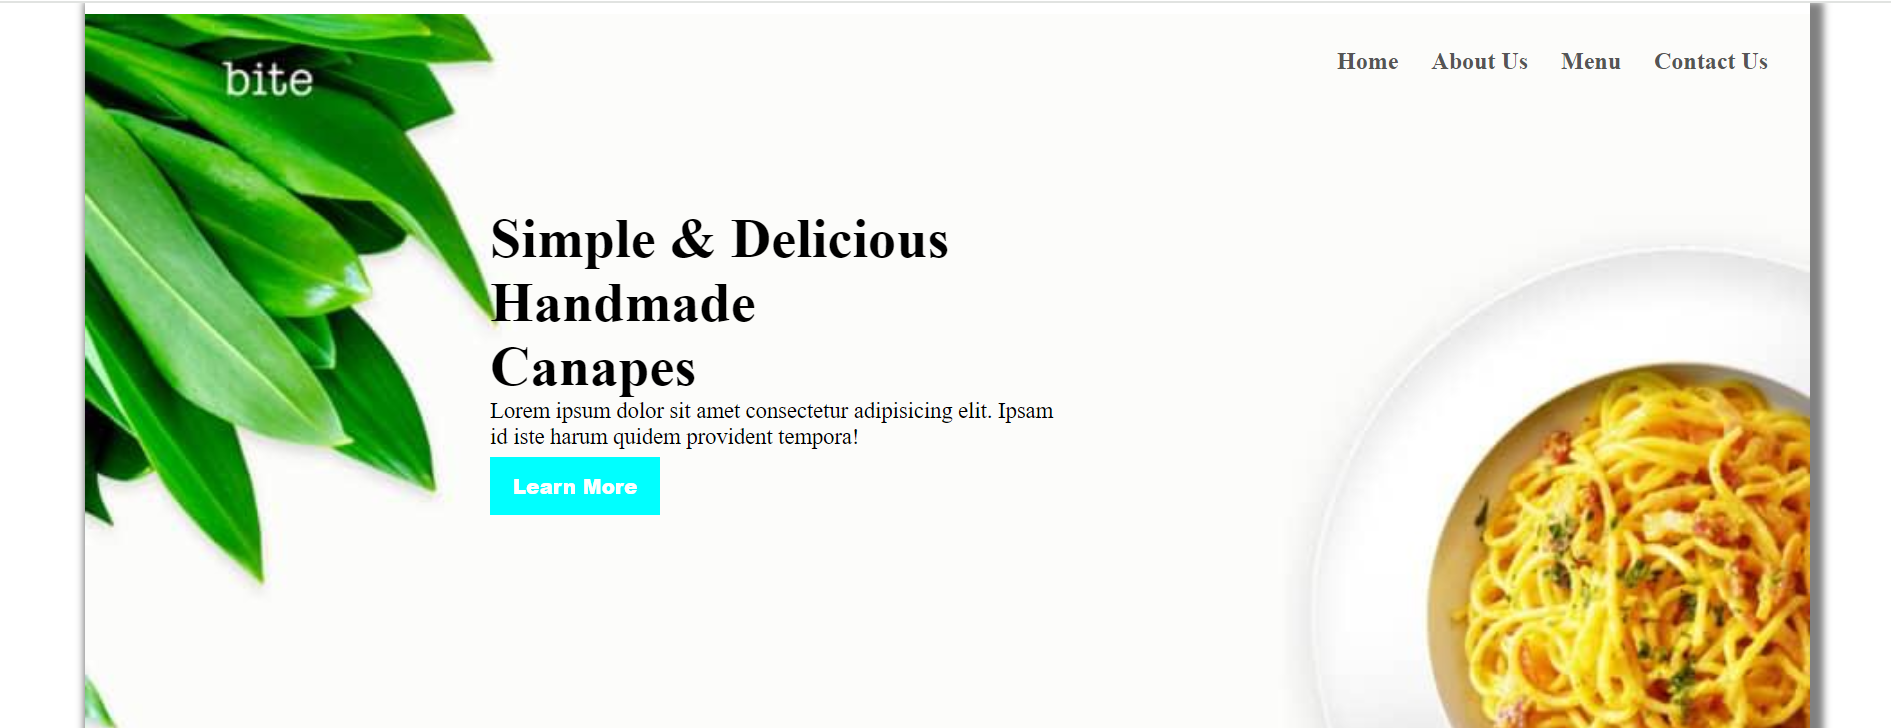 bite
Home About Us Menu Contact Us
Simple & Delicious
Handmade
Canapes
Lorem ipsum dolor sit amet consectetur adipisicing elit. Ipsam
id iste harum quidem provident tempora!
Learn More